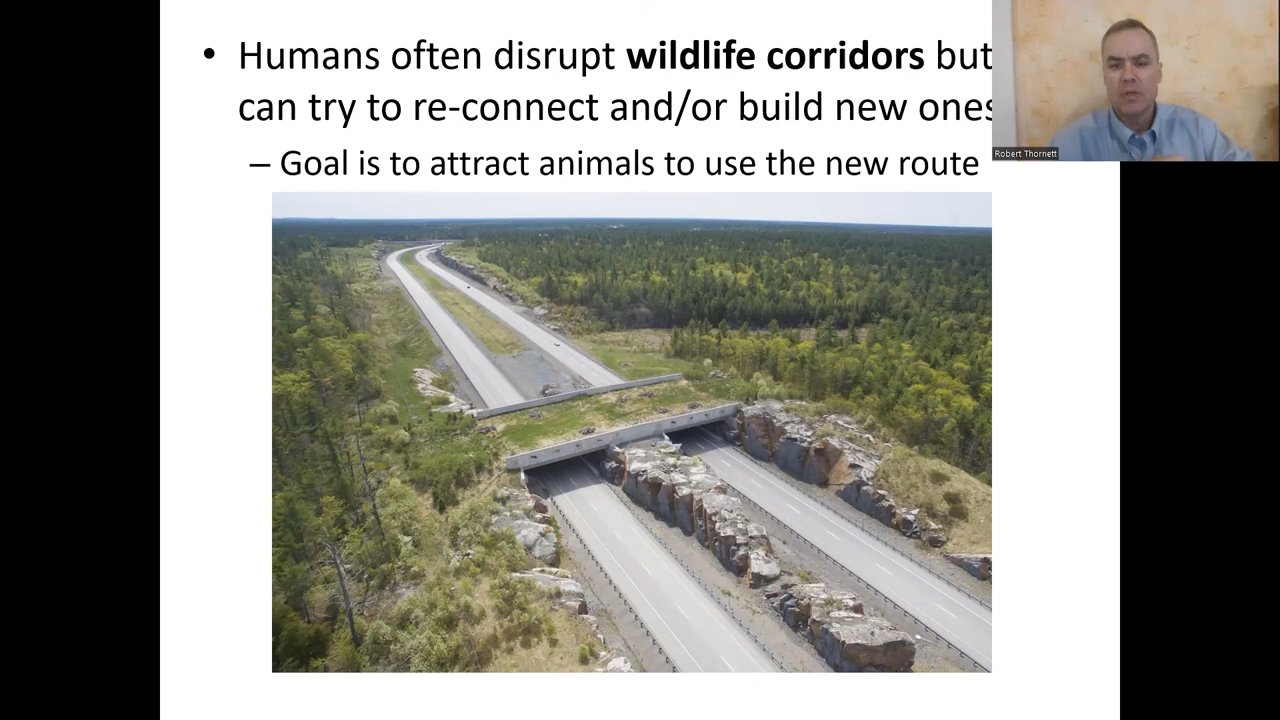 • Humans often disrupt wildlife corridors but
can try to re-connect and/or build new ones
– Goal is to attract animals to use the new route
Robert Thornett